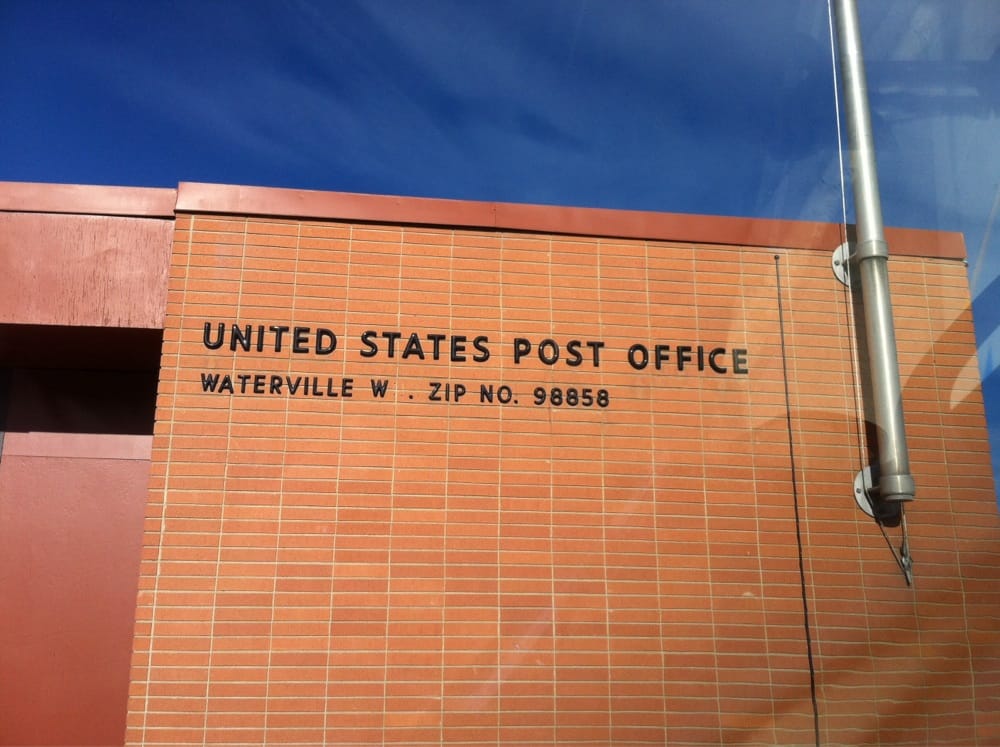 UNITED STATES POST OFFICE
WATERVILLE W . ZIP NO. 98858